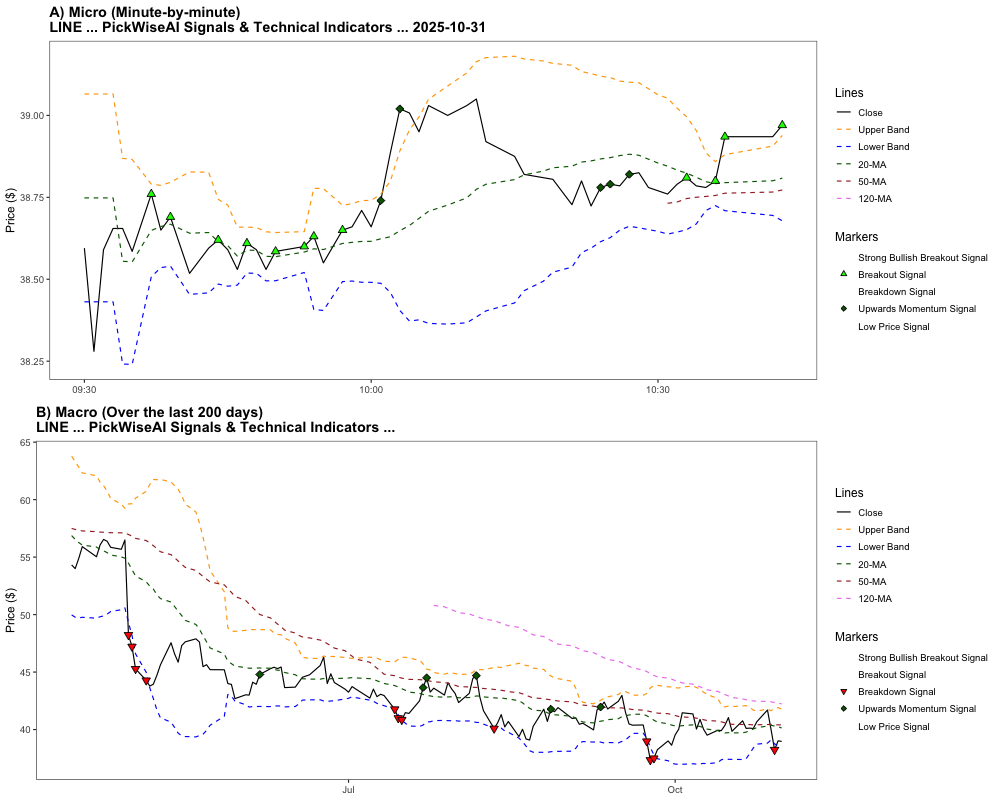 A) Micro (Minute-by-minute)
LINE ... PickWiseAI Signals & Technical Indicators ... 2025-10-31
Price ($)
39.00
38.75
38.50
38.25
09:30 10:00 10:30
Lines
Close
Upper Band
Lower Band
20-MA
50-MA
120-MA
Markers
Strong Bullish Breakout Signal
Breakout Signal
Breakdown Signal
Upwards Momentum Signal
Low Price Signal
B) Macro (Over the last 200 days)
LINE ... PickWiseAI Signals & Technical Indicators ...
Price ($)
65
60
55
50
45
40
Jul Oct
Lines
Close
Upper Band
Lower Band
20-MA
50-MA
120-MA
Markers
Strong Bullish Breakout Signal
Breakout Signal
Breakdown Signal
Upwards Momentum Signal
Low Price Signal